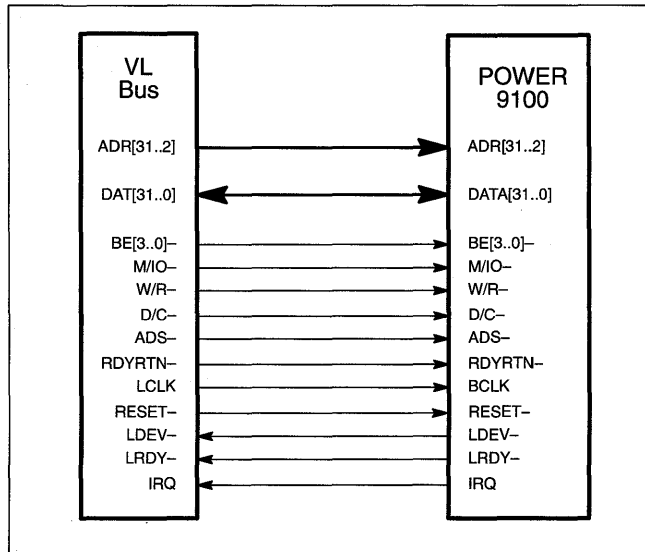 VL
Bus
POWER
9100
ADR[31..2] ADR[31..2]
DAT[31..0] DATA[31..0]
BE[3..0]– BE[3..0]–
M/IO– M/IO–
W/R– W/R–
D/C– D/C–
ADS– ADS–
RDYRTN– RDYRTN–
LCLK BCLK
RESET– RESET–
LDEV– LDEV–
LRDY– LRDY–
IRQ IRQ